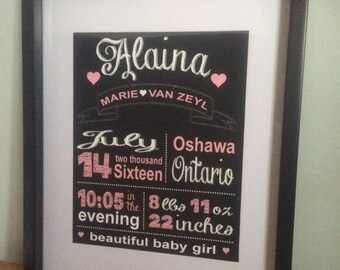 Alaina
MARIE VAN ZEYL
July
14 two thousand
Sixteen
Oshawa
Ontario
10;05 in the
evening
8 lbs 11 oz
22 inches
beautiful baby girl